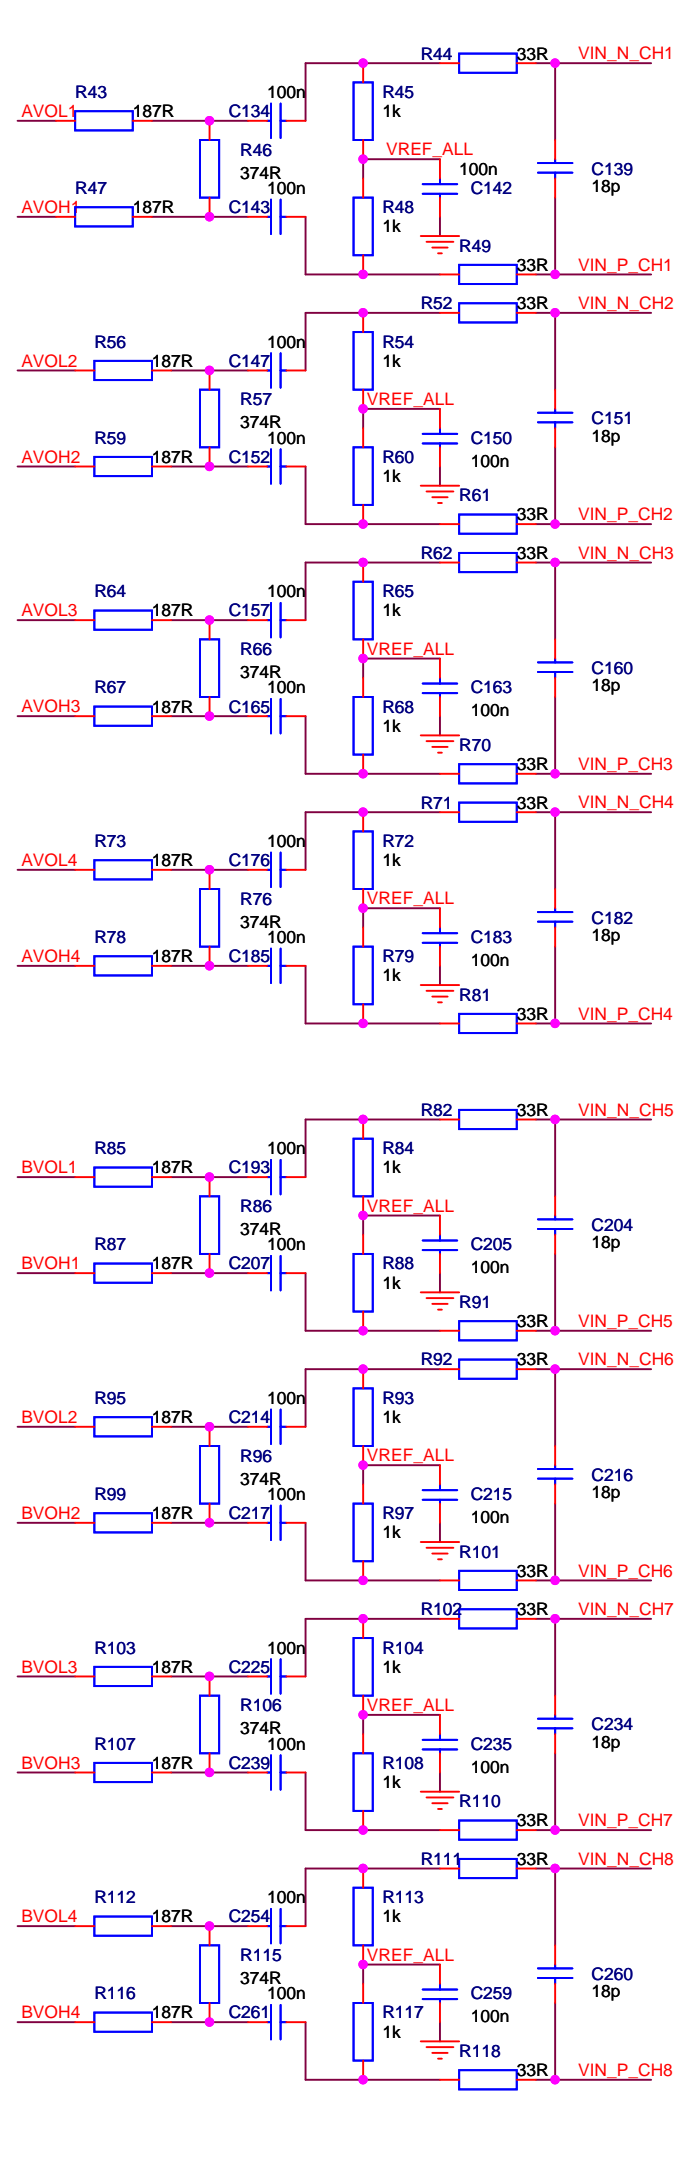 R44 33R VIN_N_CH1
R43 100n R45
AVOL1 187R C134 1k
R46 VREF_ALL
374R 100n C139
R47 100n C142 18p
AVOH1 187R C143 R48
1k
R49
33R VIN_P_CH1
R52 33R VIN_N_CH2
R56 100n R54
AVOL2 187R C147 1k
R57 VREF_ALL
374R C151
R59 100n C150 18p
AVOH2 187R C152 R60 100n
1k
R61
33R VIN_P_CH2
R62 33R VIN_N_CH3
R64 100n R65
AVOL3 187R C157 1k
R66 VREF_ALL
374R C160
R67 100n C163 18p
AVOH3 187R C165 R68 100n
1k
R70
33R VIN_P_CH3
R71 33R VIN_N_CH4
R73 100n R72
AVOL4 187R C176 1k
R76 VREF_ALL
374R C182
R78 100n C183 18p
AVOH4 187R C185 R79 100n
1k
R81
33R VIN_P_CH4
R82 33R VIN_N_CH5
R85 100n R84
BVOL1 187R C193 1k
R86 VREF_ALL
374R C204
R87 100n C205 18p
BVOH1 187R C207 R88 100n
1k
R91
33R VIN_P_CH5
R92 33R VIN_N_CH6
R95 100n R93
BVOL2 187R C214 1k
R96 VREF_ALL
374R C216
R99 100n C215 18p
BVOH2 187R C217 R97 100n
1k
R101
33R VIN_P_CH6
R102 33R VIN_N_CH7
R103 100n R104
BVOL3 187R C225 1k
R106 VREF_ALL
374R C234
R107 100n C235 18p
BVOH3 187R C239 R108 100n
1k
R110
33R VIN_P_CH7
R111 33R VIN_N_CH8
R112 100n R113
BVOL4 187R C254 1k
R115 VREF_ALL
374R C260
R116 100n C259 18p
BVOH4 187R C261 R117 100n
1k
R118
33R VIN_P_CH8